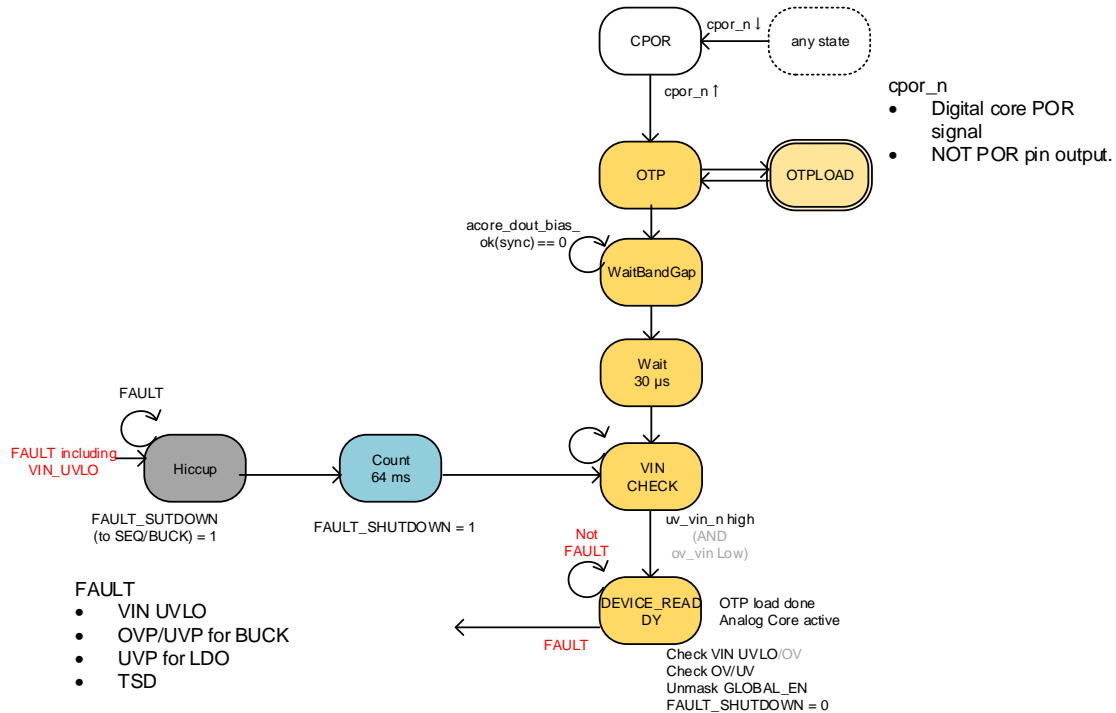 CPOR
cpor_n ↓
any state
cpor_n ↑
cpor_n
• Digital core POR
signal
• NOT POR pin output.
OTP
OTPLOAD
acore_dout_bias_
ok(sync) == 0
WaitBandGap
Wait
30 µs
FAULT
FAULT including
VIN_UVLO
Hiccup
Count
64 ms
VIN
CHECK
FAULT_SUTDOWN
(to SEQ/BUCK) = 1
FAULT_SHUTDOWN = 1
uv_vin_n high
(AND
ov_vin Low)
Not
FAULT
DEVICE_READ
DY
OTP load done
Analog Core active
FAULT
Check VIN UVLO/OV
Check OV/UV
Unmask GLOBAL_EN
FAULT_SHUTDOWN = 0
FAULT
• VIN UVLO
• OVP/UVP for BUCK
• UVP for LDO
• TSD